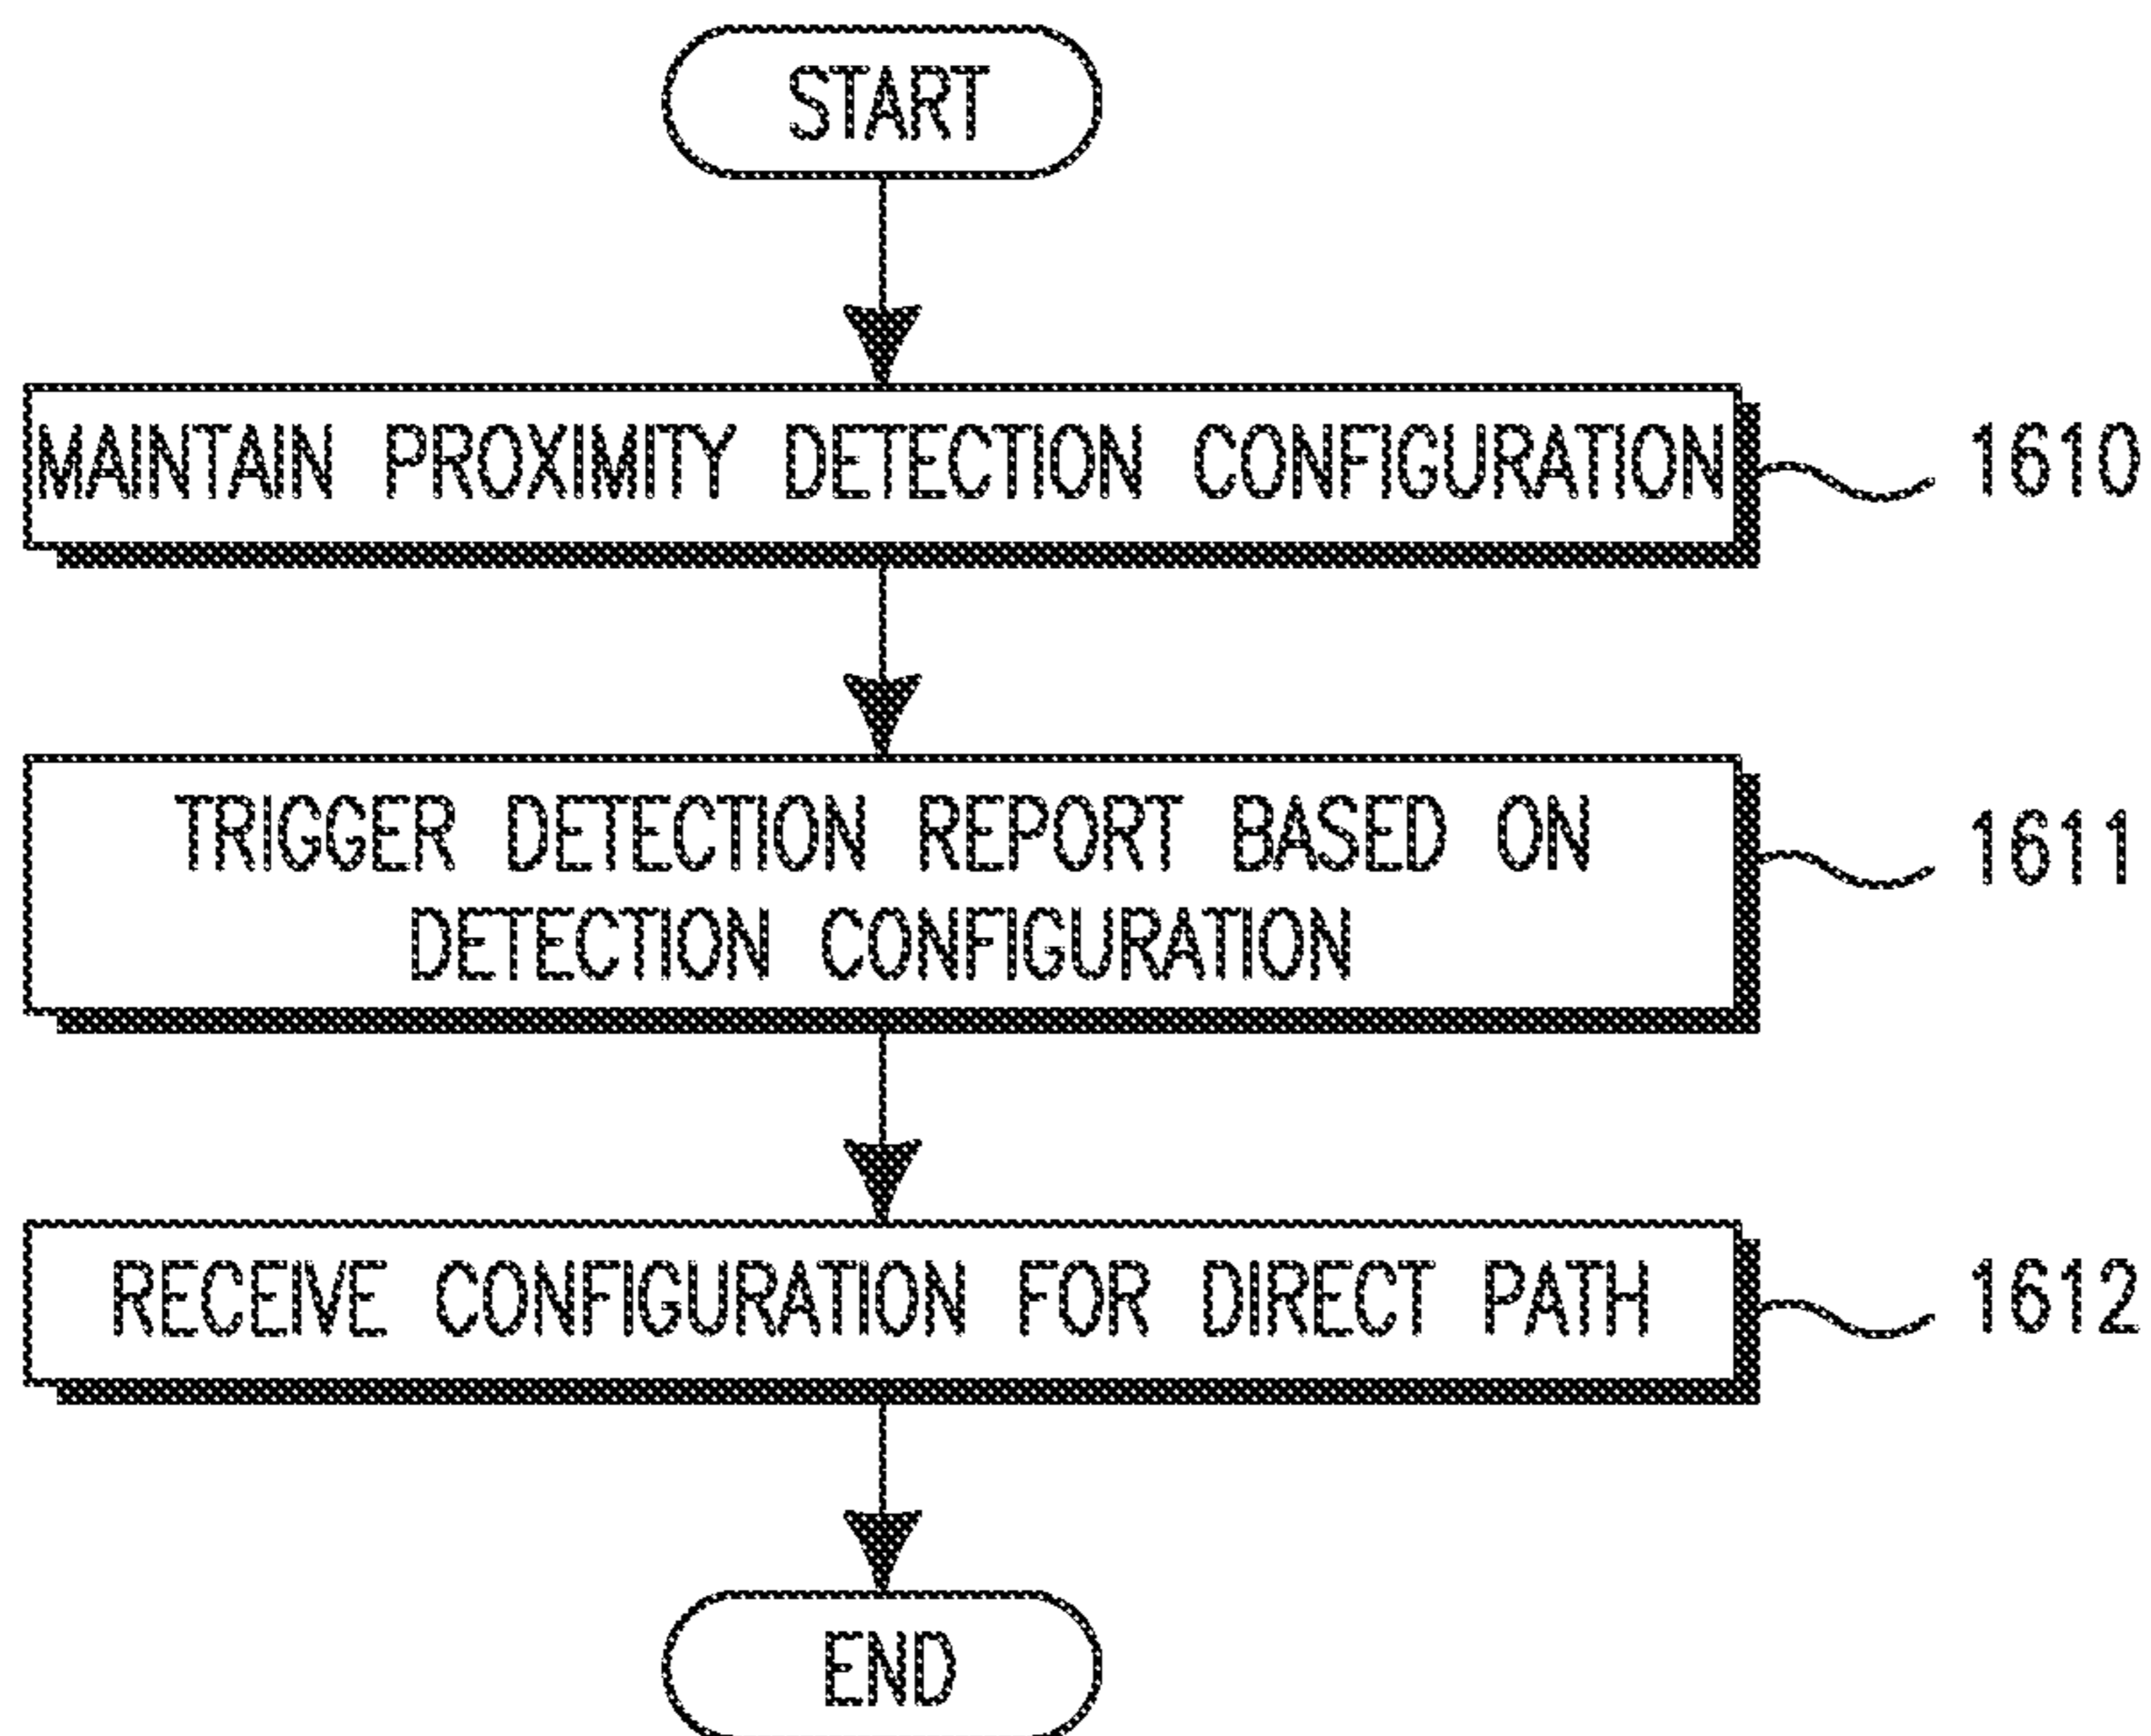 START
MAINTAIN PROXIMITY DETECTION CONFIGURATION
1610
TRIGGER DETECTION REPORT BASED ON
DETECTION CONFIGURATION
1611
RECEIVE CONFIGURATION FOR DIRECT PATH
1612
END